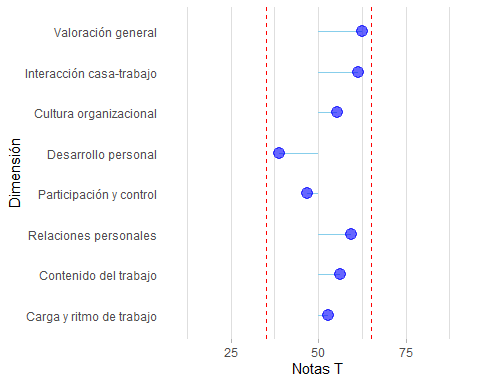 Valoración general
Interacción casa-trabajo
Cultura organizacional
Desarrollo personal
Participación y control
Relaciones personales
Contenido del trabajo
Carga y ritmo de trabajo
Dimensión
25 50 75
Notas T